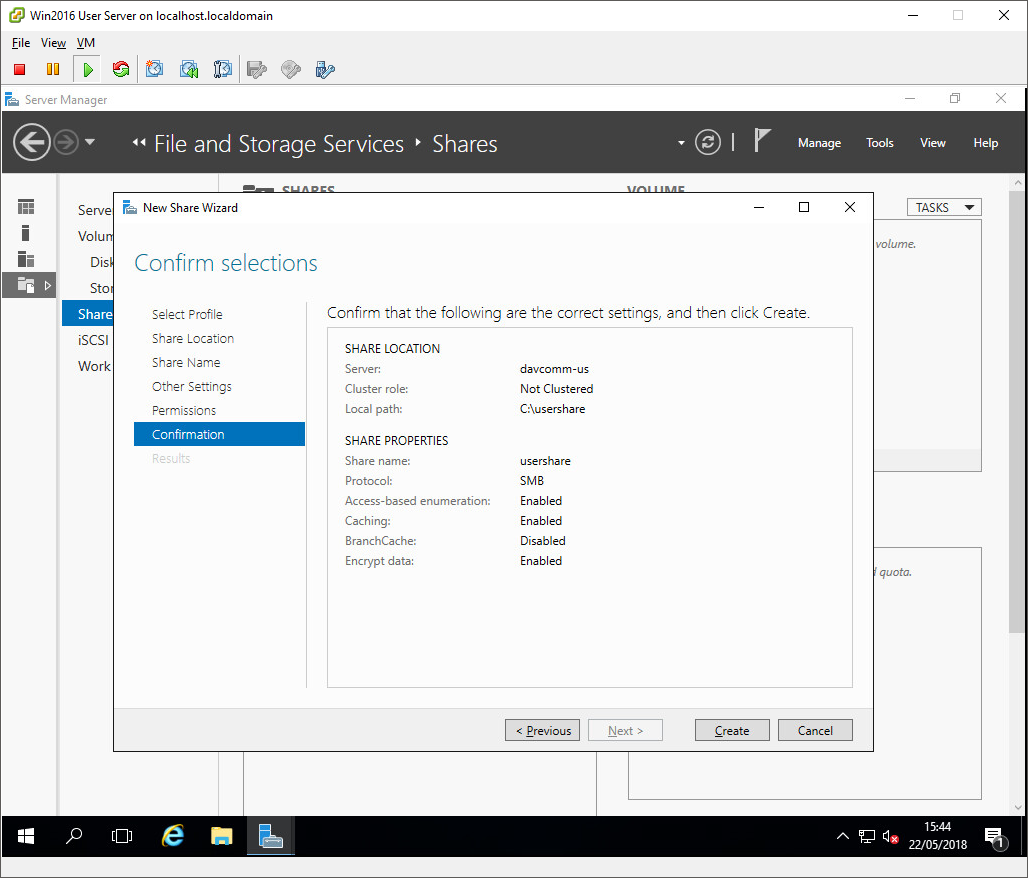 Win2016 User Server on localhost.localdomain
File View VM
Server Manager
File and Storage Services Shares
Manage Tools View Help
SHARES
VOLUME
TASKS
volume.
quota.
Disk
Share
iSCSI
Work
New Share Wizard
Confirm selections
Select Profile
Share Location
Share Name
Other Settings
Permissions
Confirmation
Results
Confirm that the following are the correct settings, and then click Create.
SHARE LOCATION
Server: davcomm-us
Cluster role: Not Clustered
Local path: C:\usershare
SHARE PROPERTIES
Share name: usershare
Protocol: SMB
Access-based enumeration: Enabled
Caching: Enabled
BranchCache: Disabled
Encrypt data: Enabled
< Previous Next > Create Cancel
15:44
22/05/2018
1